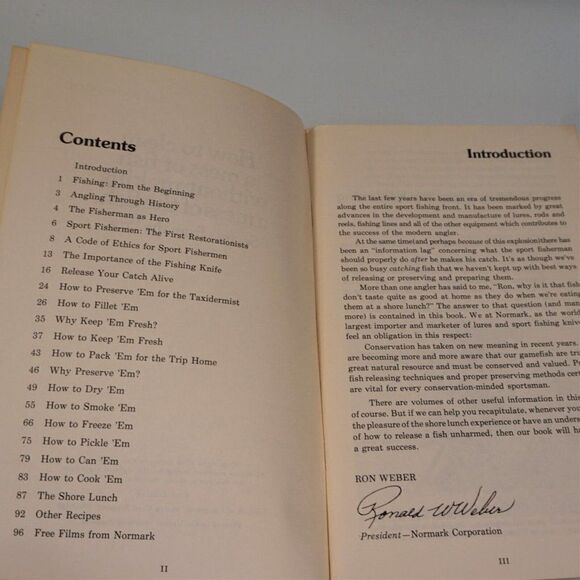 Contents
Introduction
1 Fishing: From the Beginning
3 Angling Through History
4 The Fisherman as Hero
6 Sport Fishermen: The First Restorationists
8 A Code of Ethics for Sport Fishermen
13 The Importance of the Fishing Knife
16 Release Your Catch Alive
24 How to Preserve 'Em for the Taxidermist
26 How to Fillet 'Em
35 Why Keep 'Em Fresh?
37 How to Keep Fresh
43 How to Pack 'Em for the Trip Home
46 Why Preserve 'Em?
49 How to Dry 'Em
55 How to Smoke 'Em
66 How to Freeze 'Em
75 How to Pickle 'Em
79 How to Can 'Em
83 How to Cook 'Em
87 The Shore Lunch
92 Other Recipes
96 Free Films from Normark
II
Introduction
The last few years have been an era of tremendous progress
along the entire sport fishing front. It has been marked by great
advances in the development and manufacture of lures, rods and
reels, fishing lines and all of the other equipment which contributes to
the success of the modern angler.
At the same time(and perhaps because of this explosion)there has
been an "information lag" concerning what the sport fisherman
should properly do after he makes his catch. It's as though we've
been so busy catching fish that we haven't kept up with best ways
of releasing or preserving and preparing them.
More than one angler has said to me, "Ron, why is it that fish
don't taste quite as good at home as they do when we're eating
them at a shore lunch?" The answer to that question (and many
more) is contained in this book. We at Normark, as the world
largest importer and marketer of lures and sport fishing knive
feel an obligation in this respect:
Conservation has taken on new meaning in recent years.
are becoming more and more aware that our gamefish are tru
great natural resource and must be conserved and valued. P
fish releasing techniques and proper preserving methods cert
are vital for every conservation-minded sportsman.
There are volumes of other useful information in this
of course. But if we can help you recapitulate, whenever you
the pleasure of the shore lunch experience or have an unders
of how to release a fish unharmed, then our book will ha
a great success.
RON WEBER
Ronald W Weber
President—Normark Corporation
III